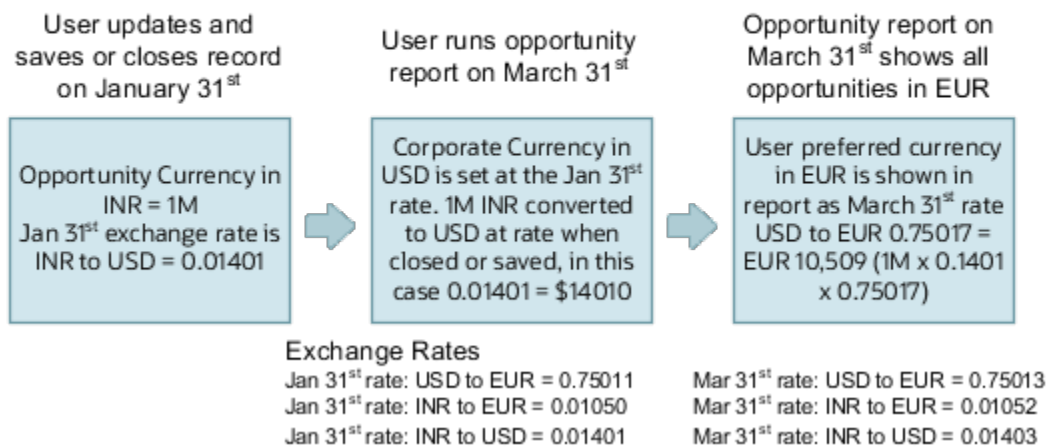 User updates and
saves or closes record
on January 31st
User runs opportunity
report on March 31st
Opportunity report on
March 31st shows all
opportunities in EUR
Opportunity Currency in
INR = 1M
Jan 31st exchange rate is
INR to USD = 0.01401
Corporate Currency in
USD is set at the Jan 31st
rate. 1M INR converted
to USD at rate when
closed or saved, in this
case 0.01401 = $14010
User preferred currency
in EUR is shown in
report as March 31st rate
USD to EUR 0.75017 =
EUR 10,509 (1M x 0.1401
x 0.75017)
Exchange Rates
Jan 31st rate: USD to EUR = 0.75011
Jan 31st rate: INR to EUR = 0.01050
Jan 31st rate: INR to USD = 0.01401
Mar 31st rate: USD to EUR = 0.75013
Mar 31st rate: INR to EUR = 0.01052
Mar 31st rate: INR to USD = 0.01403